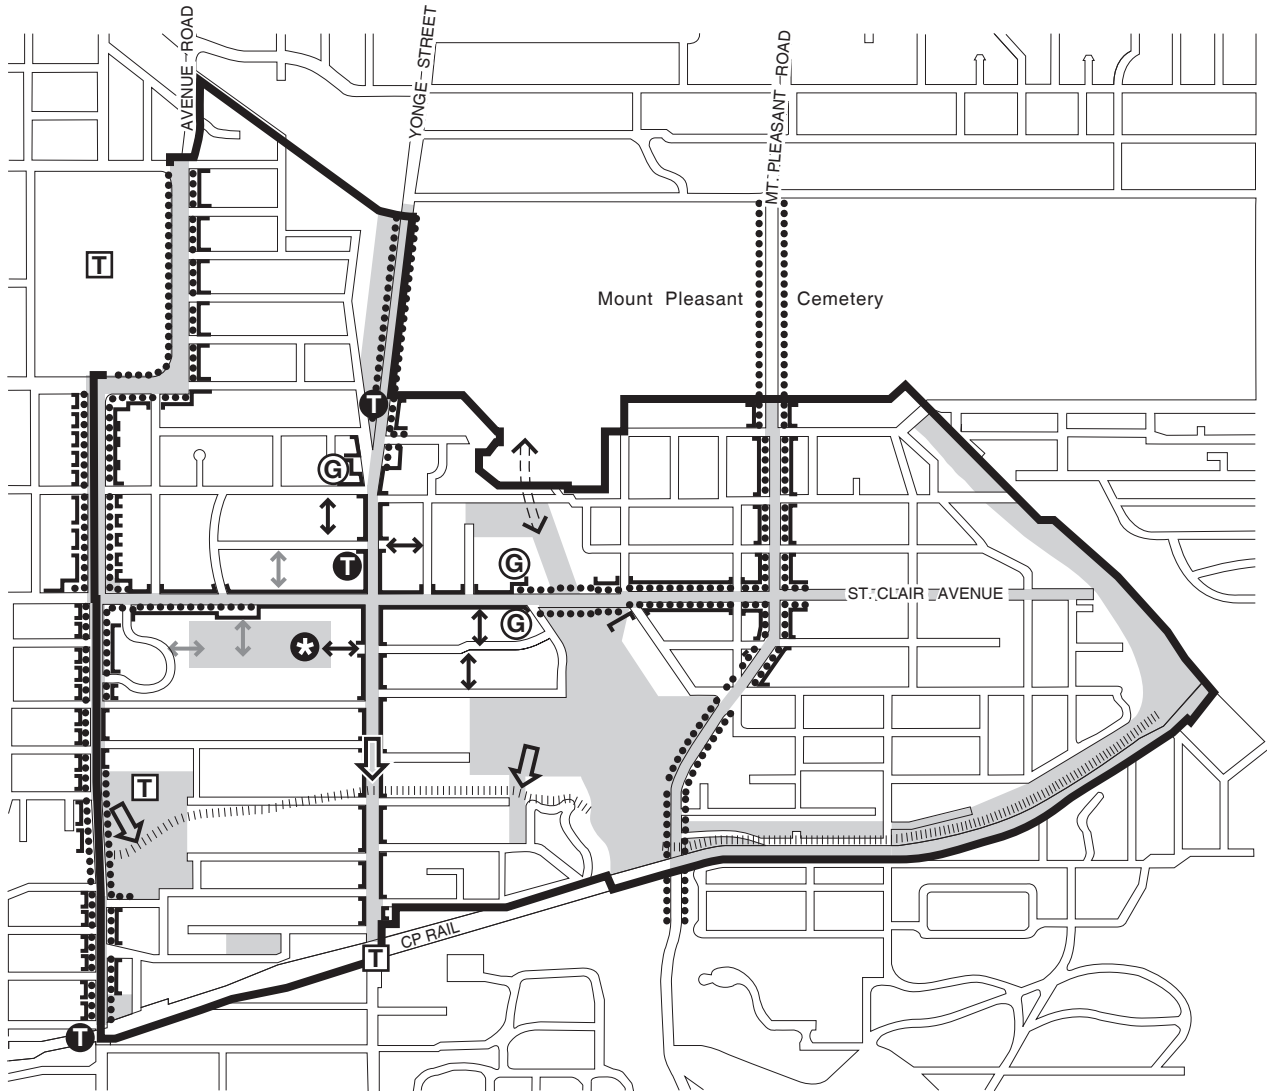 AVENUE ROAD
YONGE STREET
MT. PLEASANT ROAD
T
Mount Pleasant Cemetery
T
G
G
T
ST. CLAIR AVENUE
G
*
T
CP RAIL
T
T